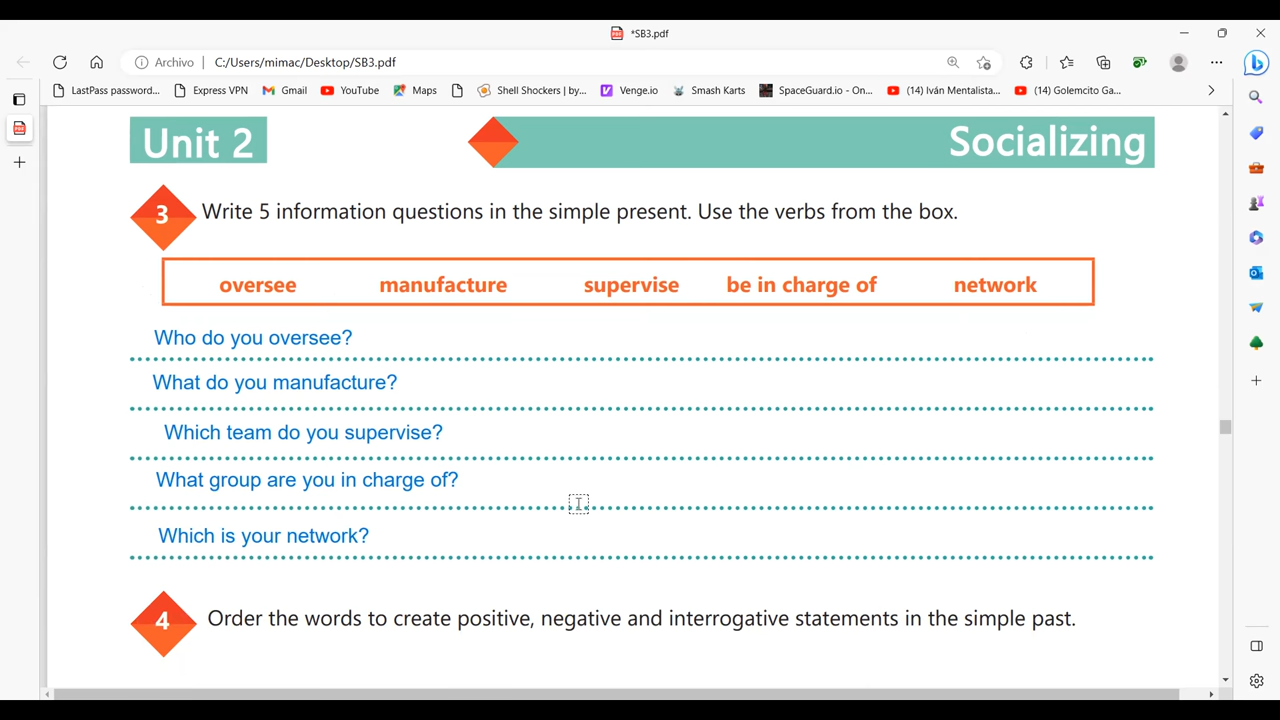 *SB3.pdf
Archivo | C:/Users/mimac/Desktop/SB3.pdf
LastPass password... Express VPN Gmail YouTube Maps Shell Shockers | by... Venge.io Smash Karts SpaceGuard.io - On... (14) Iván Mentalista... (14) Golemcito Ga...
Unit 2 Socializing
3 Write 5 information questions in the simple present. Use the verbs from the box.
oversee manufacture supervise be in charge of network
Who do you oversee?
What do you manufacture?
Which team do you supervise?
What group are you in charge of?
Which is your network?
4 Order the words to create positive, negative and interrogative statements in the simple past.